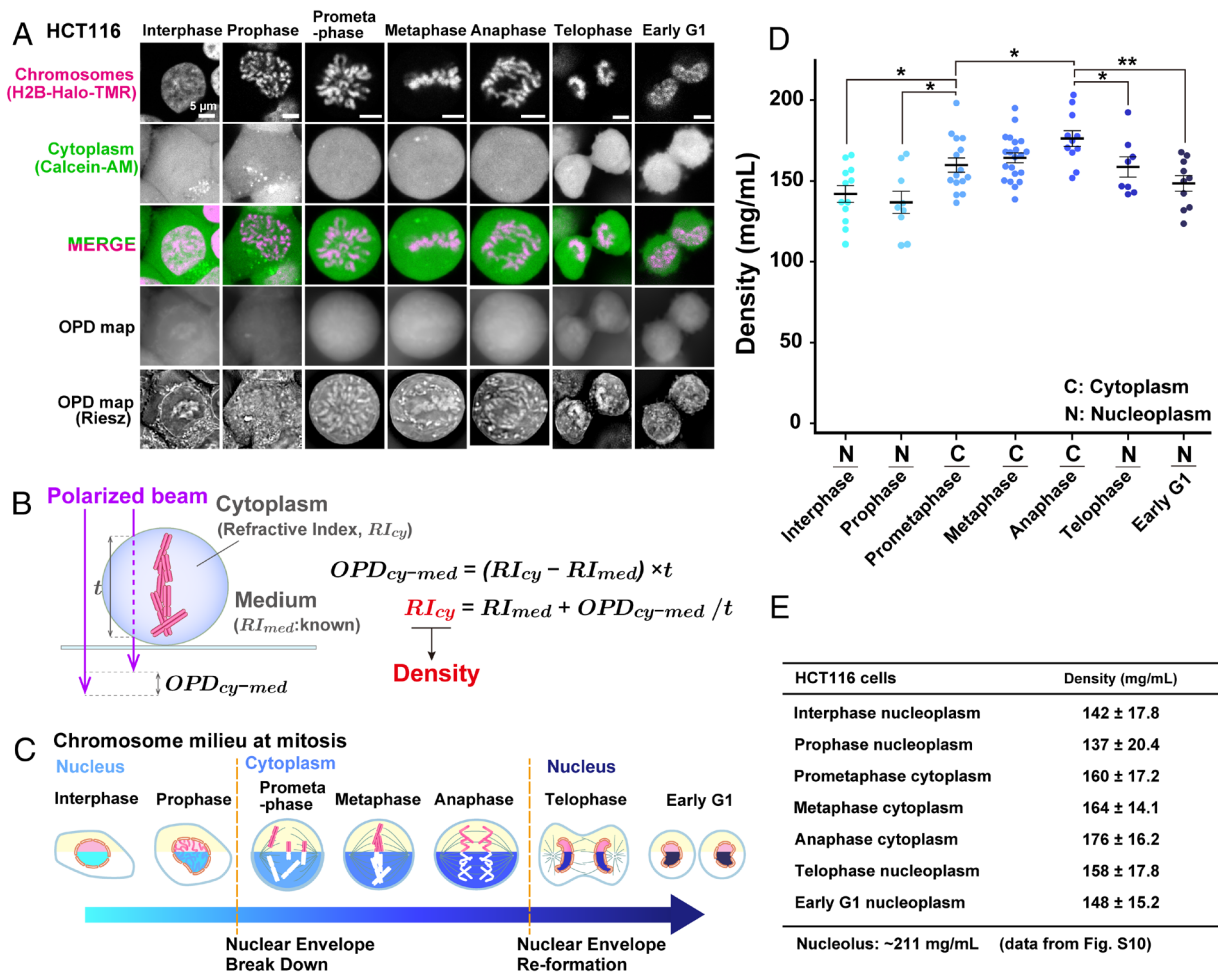 A
HCT116
Interphase
Prophase
Prometa
-phase
Metaphase
Anaphase
Telophase
Early G1
Chromosomes
(H2B-Halo-TMR)
5 μm
Cytoplasm
(Calcein-AM)
MERGE
OPD map
OPD map
(Riesz)
B
Polarized beam
Cytoplasm
(Refractive Index, RIcy)
t
Medium
(RImed:known)
OPDcy−med
OPDcy−med = (RIcy − RImed) ×t
RIcy = RImed + OPDcy−med /t
Density
C
Chromosome milieu at mitosis
Nucleus
Cytoplasm
Nucleus
Interphase
Prophase
Prometa
-phase
Metaphase
Anaphase
Telophase
Early G1
Nuclear Envelope
Break Down
Nuclear Envelope
Re-formation
D
Density (mg/mL)
200
150
100
50
0
*
*
*
*
**
C: Cytoplasm
N: Nucleoplasm
N
N
C
C
C
N
N
Interphase
Prophase
Prometaphase
Metaphase
Anaphase
Telophase
Early G1
E
HCT116 cells Density (mg/mL)
Interphase nucleoplasm 142 ± 17.8
Prophase nucleoplasm 137 ± 20.4
Prometaphase cytoplasm 160 ± 17.2
Metaphase cytoplasm 164 ± 14.1
Anaphase cytoplasm 176 ± 16.2
Telophase nucleoplasm 158 ± 17.8
Early G1 nucleoplasm 148 ± 15.2
Nucleolus: ~211 mg/mL (data from Fig. S10)